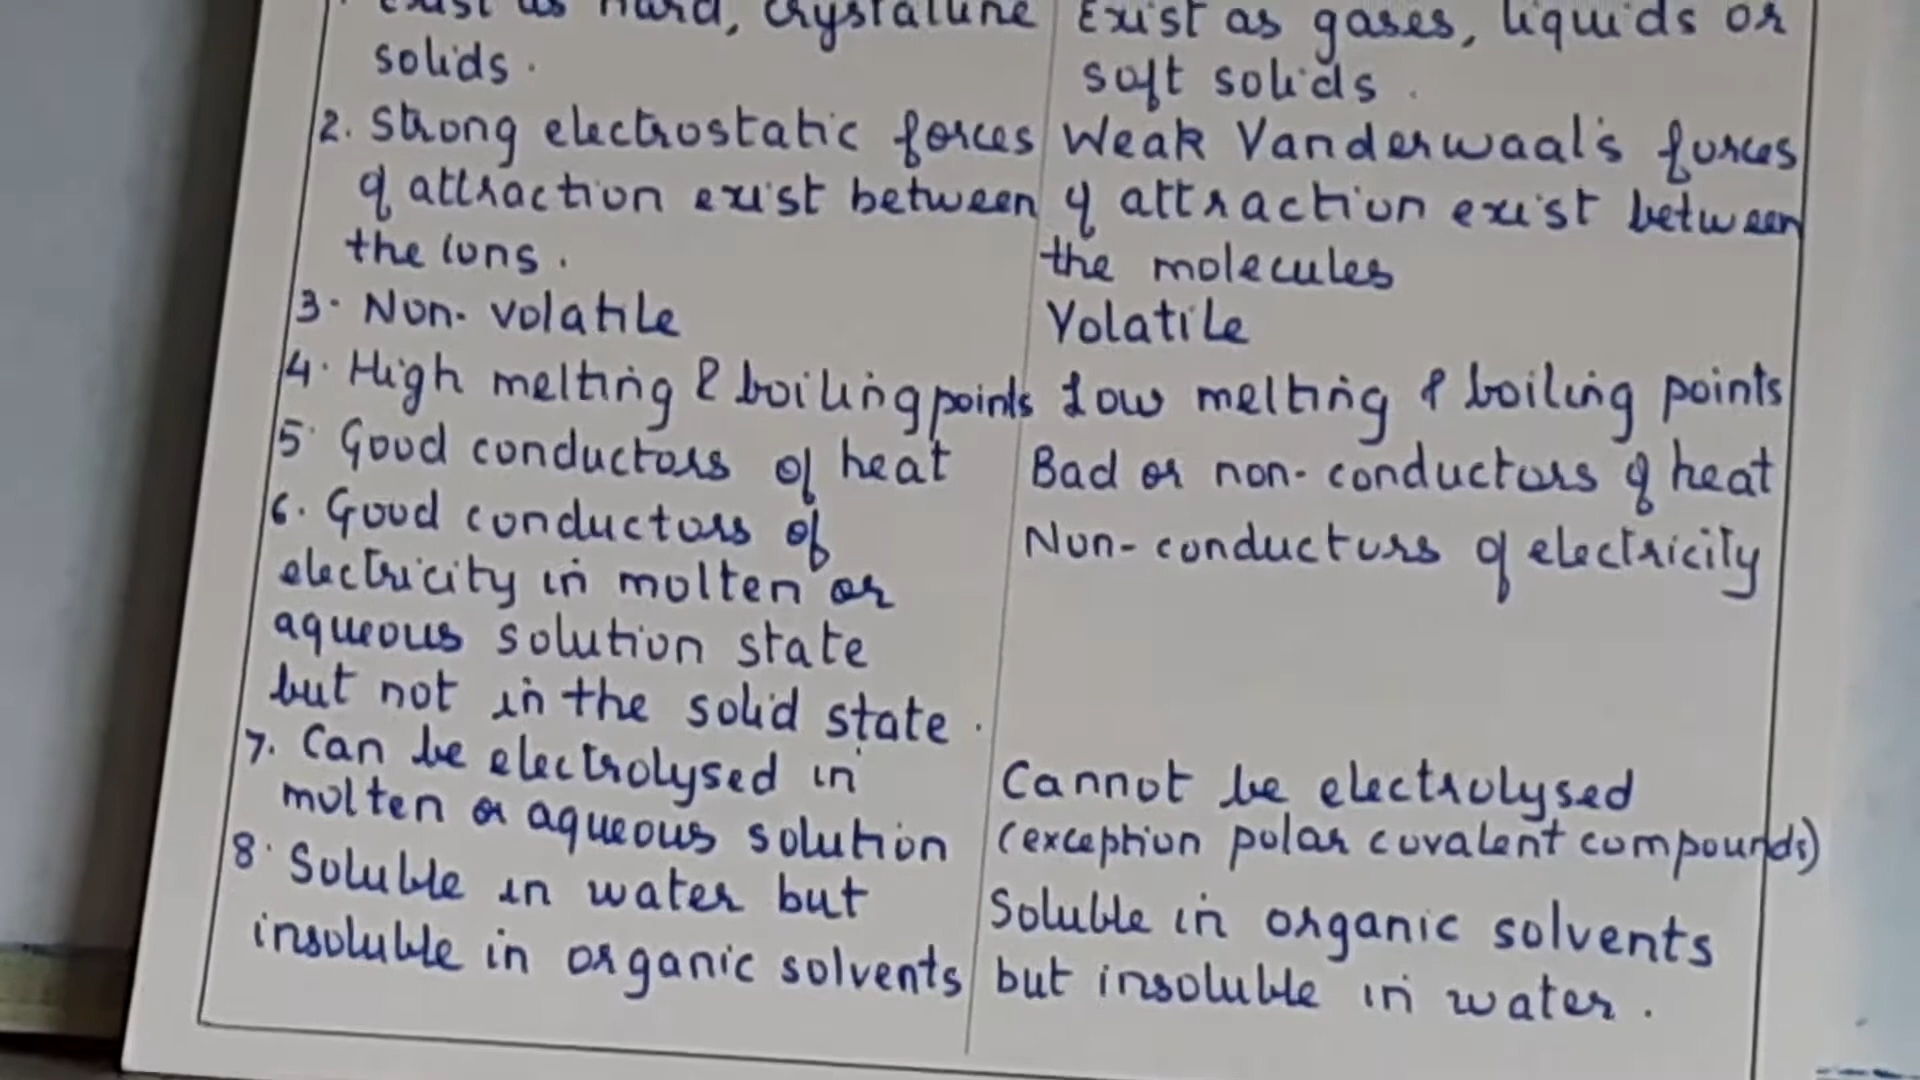 Exist as hard, crystalline
solids.
2. Strong electrostatic forces
of attraction exist between
the ions.
3. Non-volatile
4. High melting & boiling points
5. Good conductors of heat
6. Good conductors of
electricity in molten or
aqueous solution state
but not in the solid state.
7. Can be electrolysed in
molten or aqueous solution
8. Soluble in water but
insoluble in organic solvents
Exist as gases, liquids or
soft solids.
Weak Vanderwaal's forces
of attraction exist between
the molecules
Volatile
Low melting & boiling points
Bad or non-conductors of heat
Non-conductors of electricity
Cannot be electrolysed
(exception polar covalent compounds)
Soluble in organic solvents
but insoluble in water.